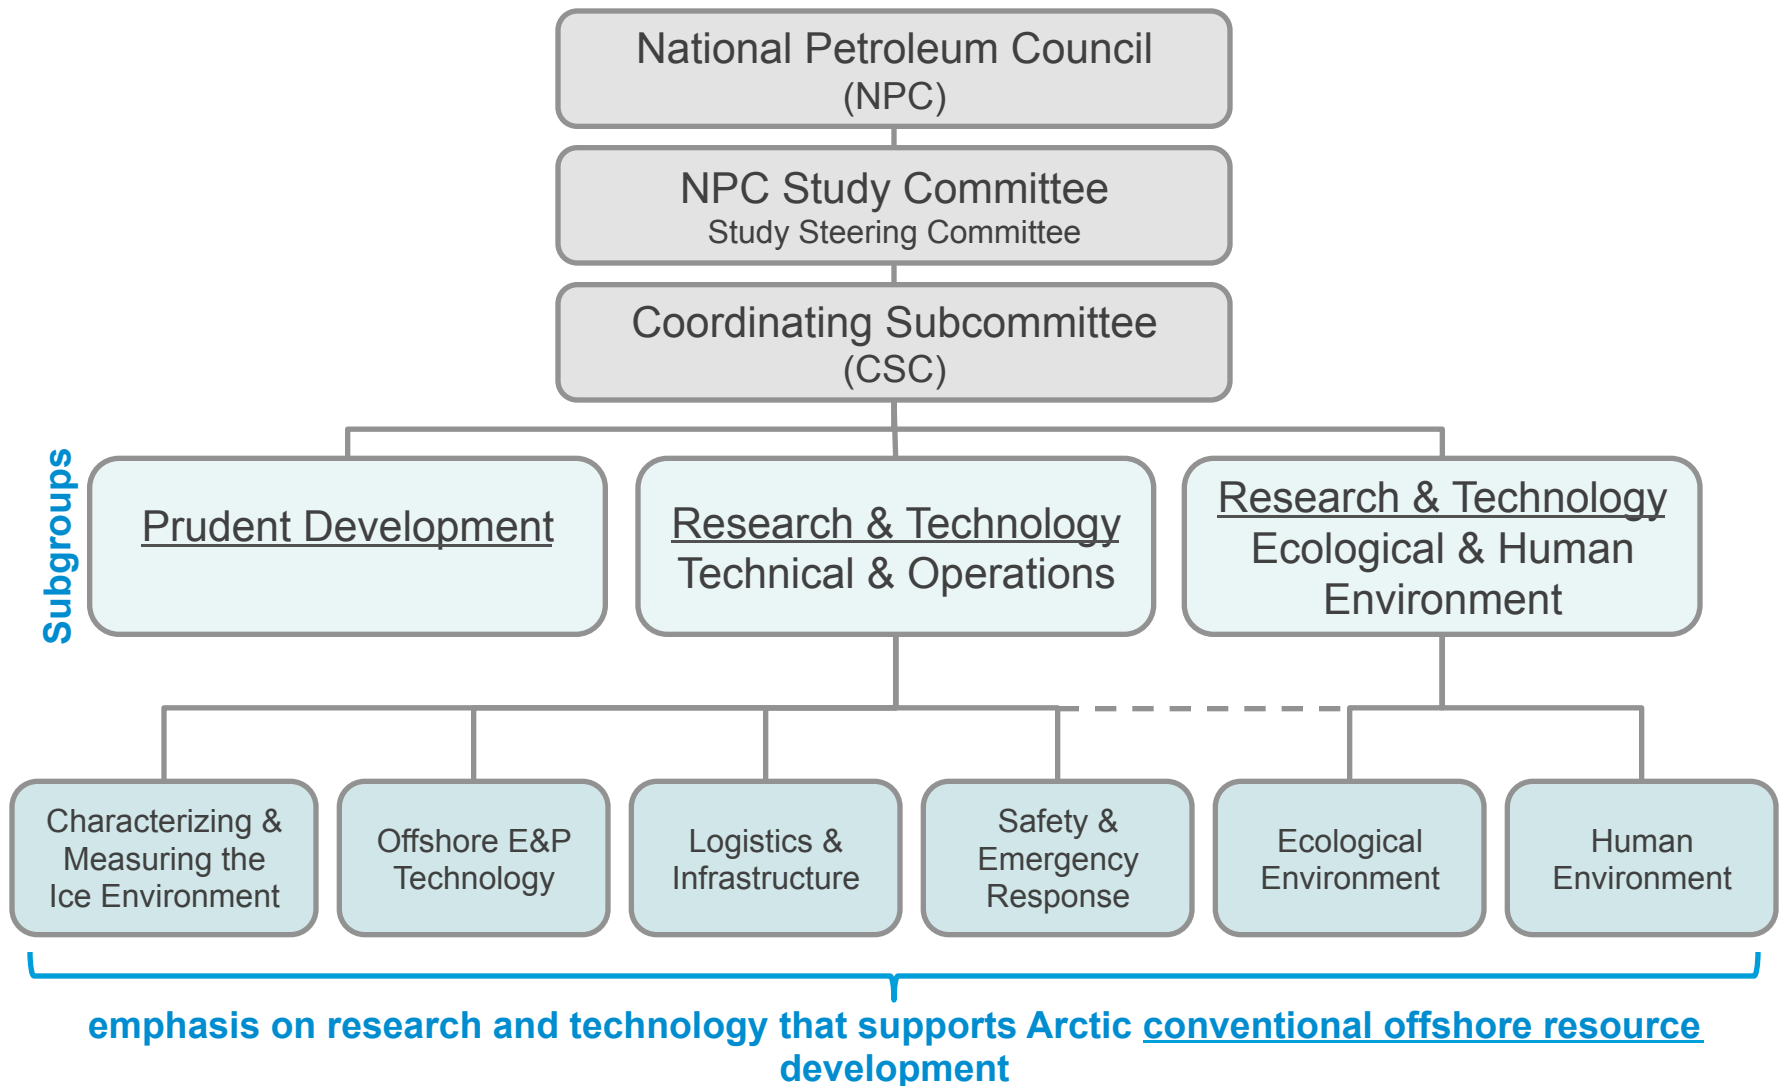 National Petroleum Council
(NPC)
NPC Study Committee
Study Steering Committee
Coordinating Subcommittee
(CSC)
Subgroups
Prudent Development
Research & Technology
Technical & Operations
Research & Technology
Ecological & Human
Environment
Characterizing &
Measuring the
Ice Environment
Offshore E&P
Technology
Logistics &
Infrastructure
Safety &
Emergency
Response
Ecological
Environment
Human
Environment
emphasis on research and technology that supports Arctic conventional offshore resource
development